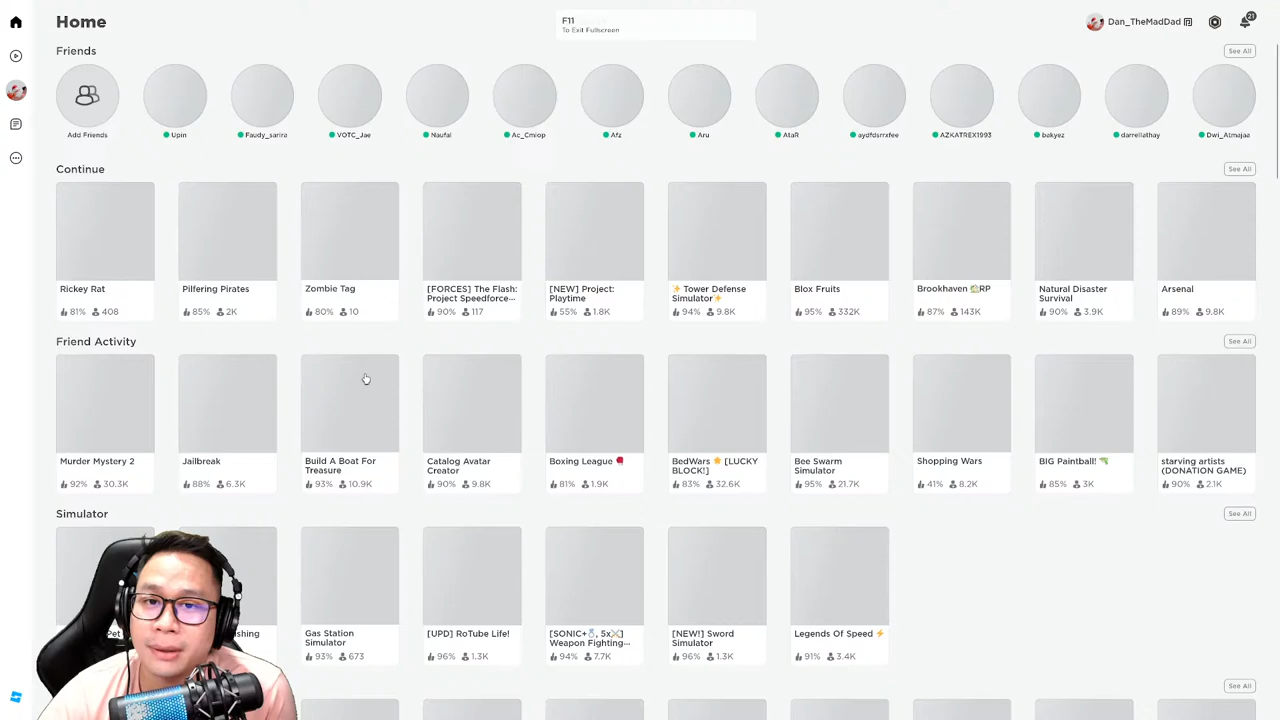 Home
F11
To Exit Fullscreen
Dan_TheMadDad
21
Friends
See All
Add Friends
Upin
Faudy_sarira
VOTC_Jae
Naufal
Ac_Cmiop
Afz
Aru
AtaR
aydfdsrrxfee
AZKATREX1993
bakyez
darrellathay
Dwi_Atmajaa
Continue
See All
Rickey Rat
Pilfering Pirates
Zombie Tag
[FORCES] The Flash:
Project Speedforce...
[NEW] Project:
Playtime
✨ Tower Defense
Simulator✨
Blox Fruits
Brookhaven 🏡RP
Natural Disaster
Survival
Arsenal
81% 408
85% 2K
80% 10
90% 117
55% 1.8K
94% 9.8K
95% 332K
87% 143K
90% 3.9K
89% 9.8K
Friend Activity
See All
Murder Mystery 2
Jailbreak
Build A Boat For
Treasure
Catalog Avatar
Creator
Boxing League 🥊
BedWars 🌟 [LUCKY
BLOCK!]
Bee Swarm
Simulator
Shopping Wars
BIG Paintball! 🔫
starving artists
(DONATION GAME)
92% 30.3K
88% 6.3K
93% 10.9K
90% 9.8K
81% 1.9K
83% 32.6K
95% 21.7K
41% 8.2K
85% 3K
90% 2.1K
Simulator
See All
Pet
Gas Station
Simulator
[UPD] RoTube Life!
[SONIC+💍, 5x⚔️]
Weapon Fighting...
[NEW!] Sword
Simulator
Legends Of Speed ⚡
93% 673
96% 1.3K
94% 7.7K
96% 1.3K
91% 3.4K
See All